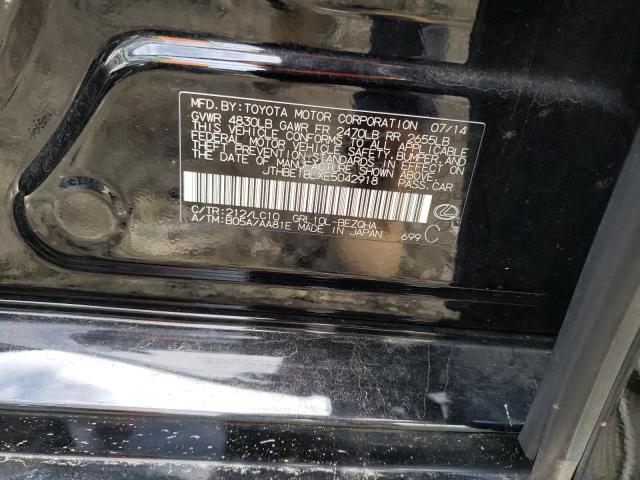 MFD.BY:TOYOTA MOTOR CORPORATION 07/14
GVWR 4830LB GAWR FR 2470LB RR 2655LB
THIS VEHICLE CONFORMS TO ALL APPLICABLE
FEDERAL MOTOR VEHICLE SAFETY, BUMPER, AND
THEFT PREVENTION STANDARDS IN EFFECT ON
THE DATE OF MANUFACTURE SHOWN ABOVE.
JTHBE1BLXE5042918 PASS.CAR
C/TR:212/LC10 GRL10L-BEZQHA
A/TM:B05A/AA81E MADE IN JAPAN 699 C